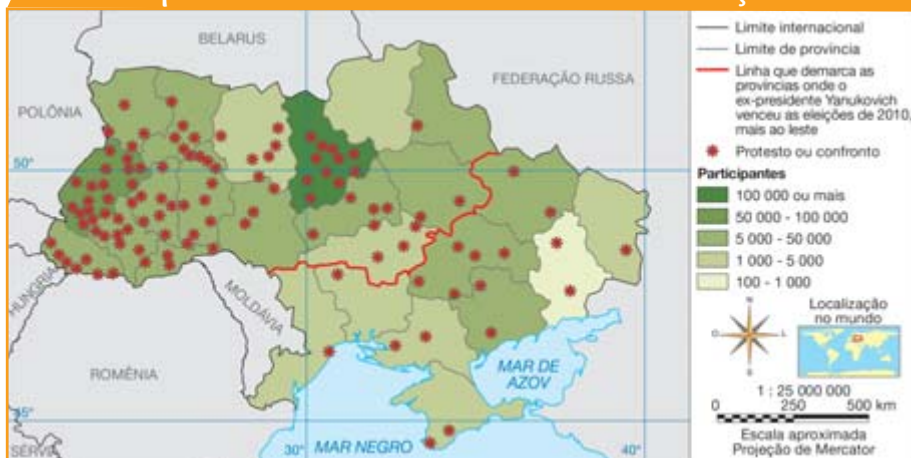 BELARUS
FEDERAÇÃO RUSSA
POLÔNIA
50°
HUNGRIA
MOLDÁVIA
ROMÊNIA
MAR DE
AZOV
MAR NEGRO
45°
SÉRVIA
30°
40°
Limite internacional
Limite de província
Linha que demarca as
províncias onde o
ex-presidente Yanukovich
venceu as eleições de 2010,
mais ao leste
Protesto ou confronto
Participantes
100 000 ou mais
50 000 - 100 000
5 000 - 50 000
1 000 - 5 000
100 - 1 000
N
O
L
S
Localização
no mundo
1 : 25 000 000
0 250 500 km
Escala aproximada
Projeção de Mercator